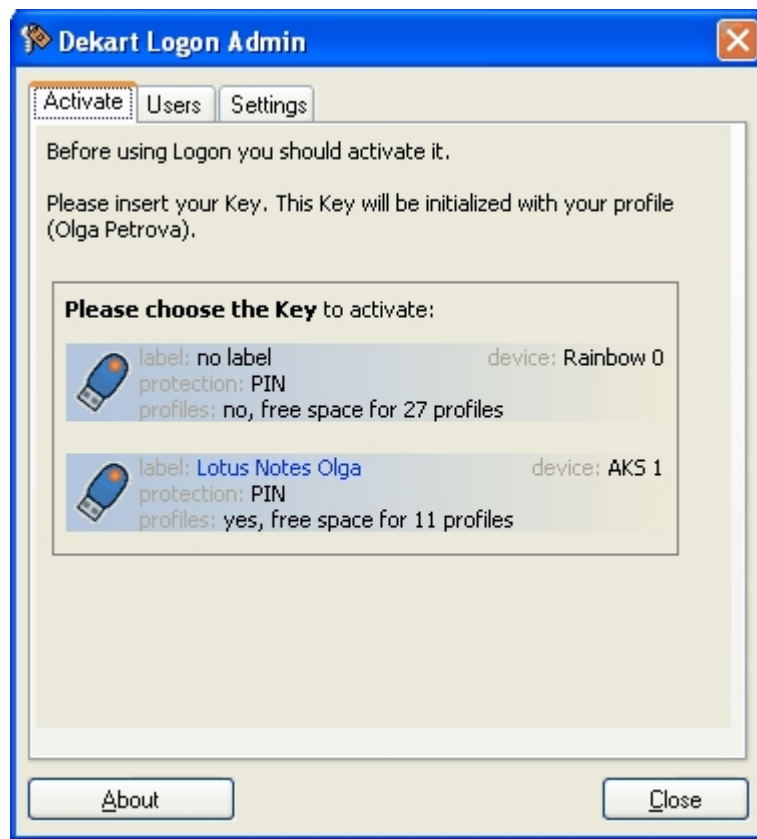 Dekart Logon Admin
Activate Users Settings
Before using Logon you should activate it.
Please insert your Key. This Key will be initialized with your profile
(Olga Petrova).
Please choose the Key to activate:
label: no label device: Rainbow 0
protection: PIN
profiles: no, free space for 27 profiles
label: Lotus Notes Olga device: AKS 1
protection: PIN
profiles: yes, free space for 11 profiles
About Close